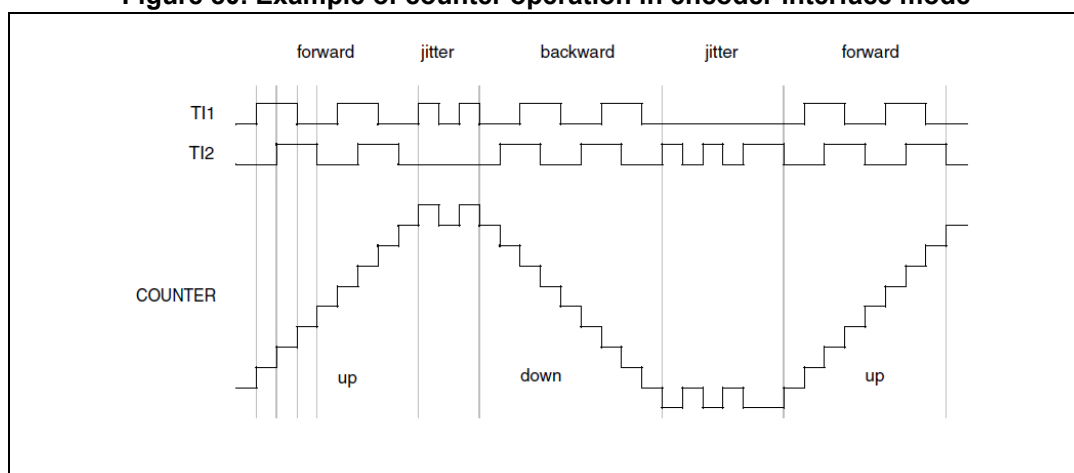 Figure 80. Example of counter operation in encoder interface mode
forward jitter backward jitter forward
TI1
TI2
COUNTER
up down up